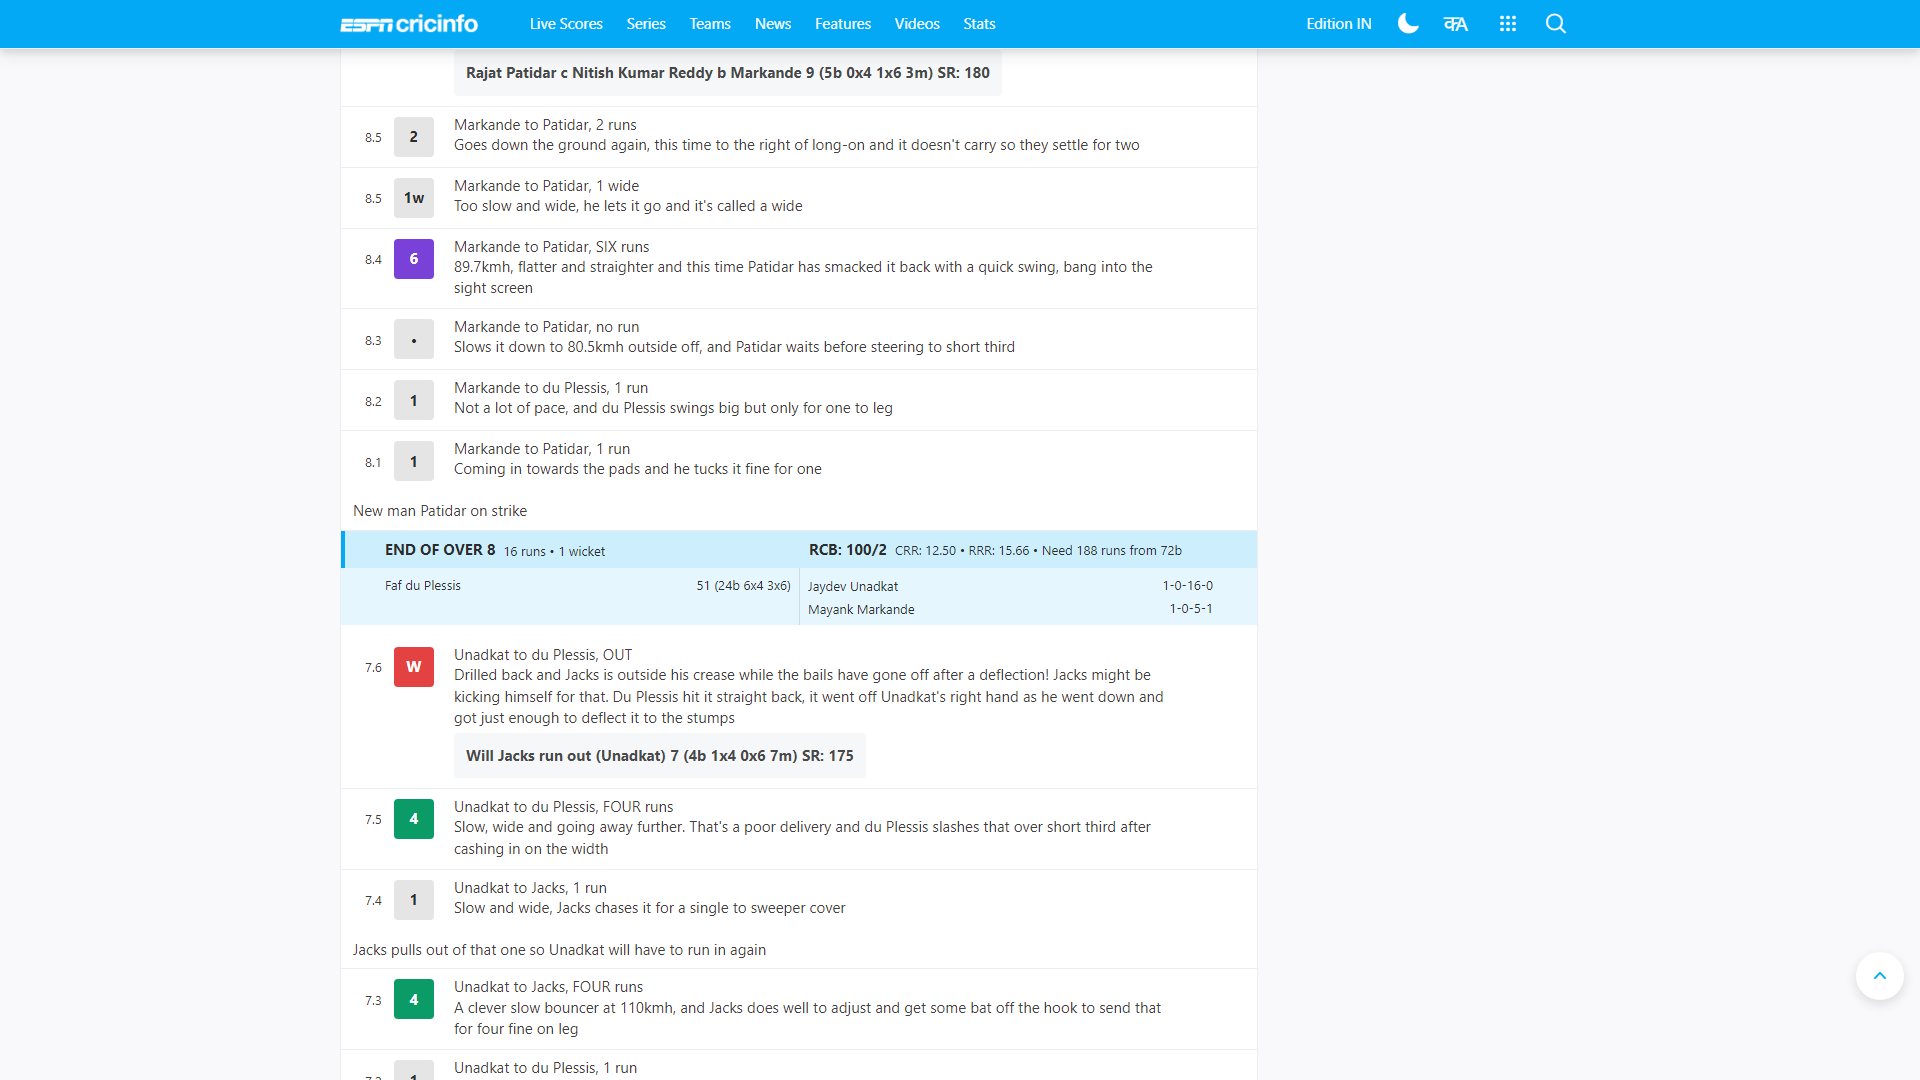 ESPN cricinfo Live Scores Series Teams News Features Videos Stats Edition IN
Rajat Patidar c Nitish Kumar Reddy b Markande 9 (5b 0x4 1x6 3m) SR: 180
8.5 2 Markande to Patidar, 2 runs
Goes down the ground again, this time to the right of long-on and it doesn't carry so they settle for two
8.5 1w Markande to Patidar, 1 wide
Too slow and wide, he lets it go and it's called a wide
8.4 6 Markande to Patidar, SIX runs
89.7kmh, flatter and straighter and this time Patidar has smacked it back with a quick swing, bang into the
sight screen
8.3 • Markande to Patidar, no run
Slows it down to 80.5kmh outside off, and Patidar waits before steering to short third
8.2 1 Markande to du Plessis, 1 run
Not a lot of pace, and du Plessis swings big but only for one to leg
8.1 1 Markande to Patidar, 1 run
Coming in towards the pads and he tucks it fine for one
New man Patidar on strike
END OF OVER 8 16 runs • 1 wicket RCB: 100/2 CRR: 12.50 • RRR: 15.66 • Need 188 runs from 72b
Faf du Plessis 51 (24b 6x4 3x6) Jaydev Unadkat 1-0-16-0
Mayank Markande 1-0-5-1
7.6 W Unadkat to du Plessis, OUT
Drilled back and Jacks is outside his crease while the bails have gone off after a deflection! Jacks might be
kicking himself for that. Du Plessis hit it straight back, it went off Unadkat's right hand as he went down and
got just enough to deflect it to the stumps
Will Jacks run out (Unadkat) 7 (4b 1x4 0x6 7m) SR: 175
7.5 4 Unadkat to du Plessis, FOUR runs
Slow, wide and going away further. That's a poor delivery and du Plessis slashes that over short third after
cashing in on the width
7.4 1 Unadkat to Jacks, 1 run
Slow and wide, Jacks chases it for a single to sweeper cover
Jacks pulls out of that one so Unadkat will have to run in again
7.3 4 Unadkat to Jacks, FOUR runs
A clever slow bouncer at 110kmh, and Jacks does well to adjust and get some bat off the hook to send that
for four fine on leg
Unadkat to du Plessis, 1 run